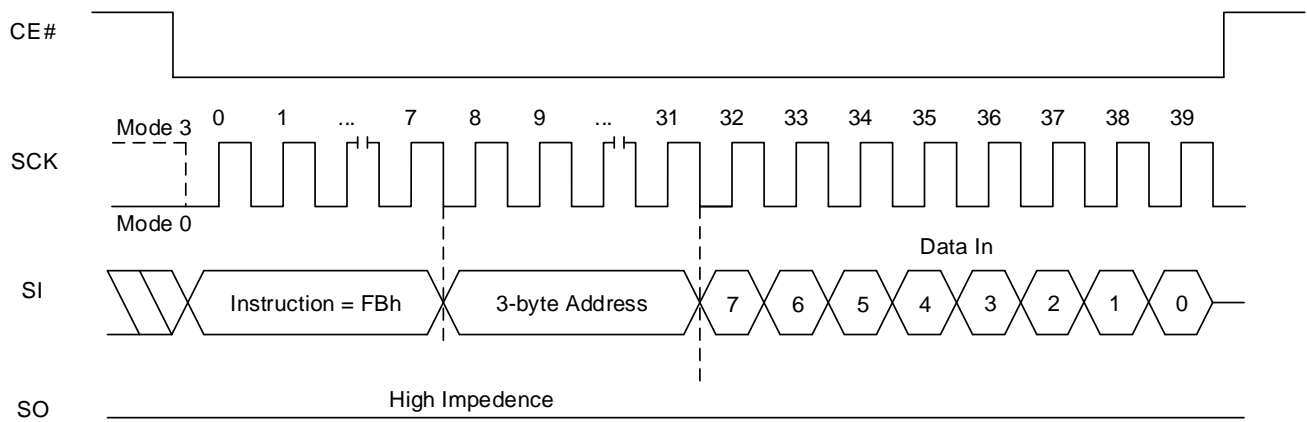 CE#
Mode 3 0 1 ... 7 8 9 ... 31 32 33 34 35 36 37 38 39
SCK
Mode 0
Data In
SI Instruction = FBh 3-byte Address 7 6 5 4 3 2 1 0
High Impedence
SO